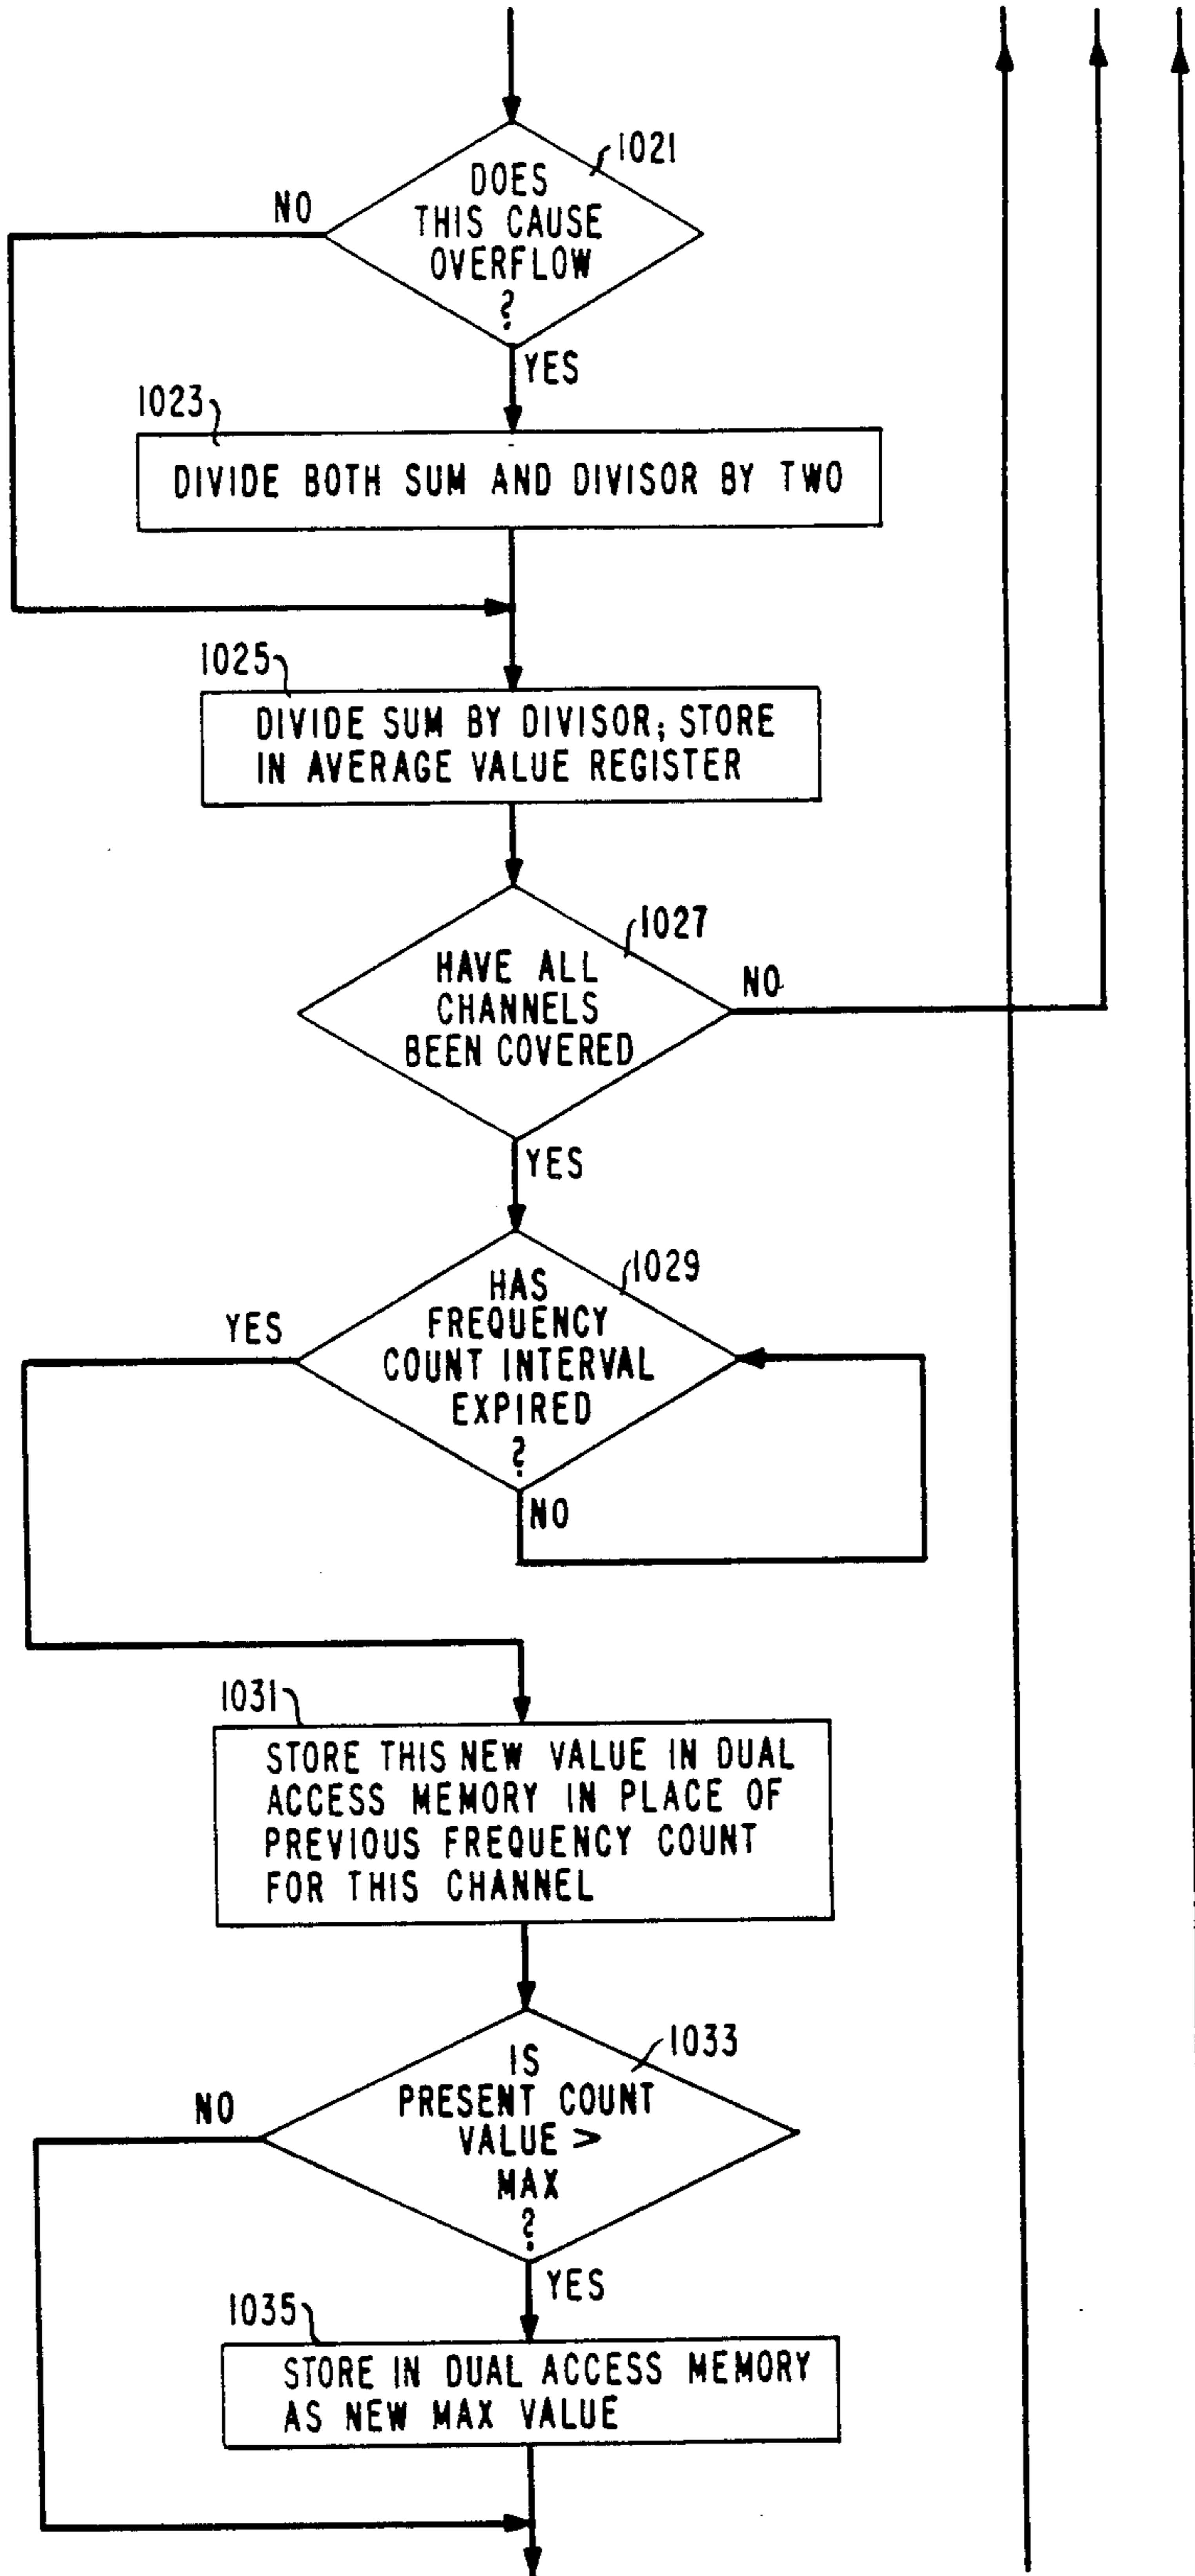 1021
DOES
THIS CAUSE
OVERFLOW
?
NO
YES
1023
DIVIDE BOTH SUM AND DIVISOR BY TWO
1025
DIVIDE SUM BY DIVISOR; STORE
IN AVERAGE VALUE REGISTER
1027
HAVE ALL
CHANNELS
BEEN COVERED
NO
YES
1029
HAS
FREQUENCY
COUNT INTERVAL
EXPIRED
?
YES
NO
1031
STORE THIS NEW VALUE IN DUAL
ACCESS MEMORY IN PLACE OF
PREVIOUS FREQUENCY COUNT
FOR THIS CHANNEL
1033
IS
PRESENT COUNT
VALUE >
MAX
?
NO
YES
1035
STORE IN DUAL ACCESS MEMORY
AS NEW MAX VALUE